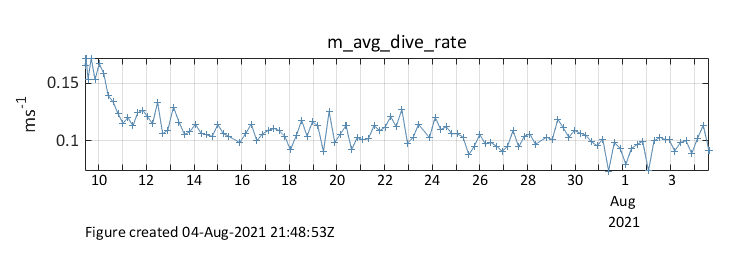 m_avg_dive_rate
ms-1
0.15
0.1
10 12 14 16 18 20 22 24 26 28 30 1 3
Aug
2021
Figure created 04-Aug-2021 21:48:53Z